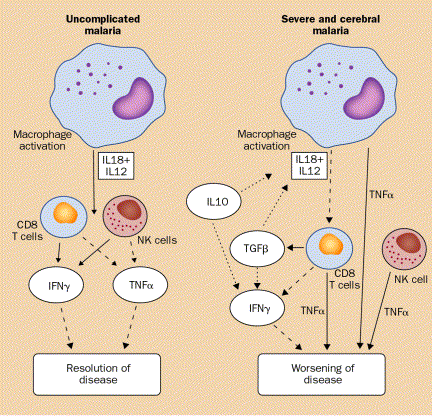 Uncomplicated
malaria
Macrophage
activation
IL18+
IL12
CD8
T cells
NK cells
IFNγ
TNFα
Resolution of
disease
Severe and cerebral
malaria
Macrophage
activation
IL18+
IL12
TNFα
IL10
TGFβ
CD8
T cells
NK cell
IFNγ
TNFα
TNFα
Worsening of
disease